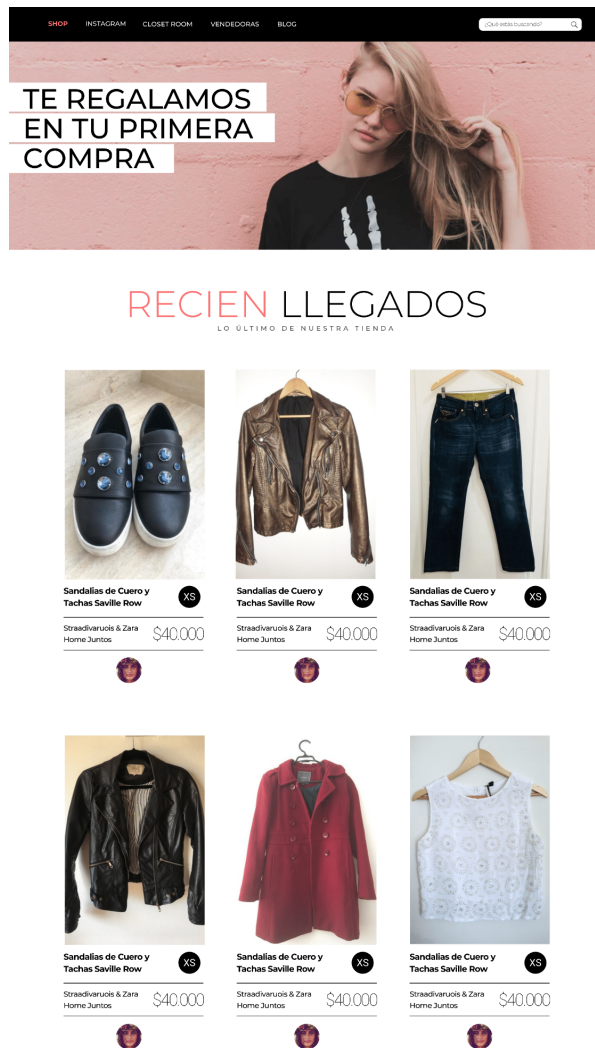 SHOP INSTAGRAM CLOSET ROOM VENDEDORAS BLOG ¿Qué estas buscando?
TE REGALAMOS
EN TU PRIMERA
COMPRA
RECIEN LLEGADOS
LO ÚLTIMO DE NUESTRA TIENDA
Sandalias de Cuero y
Tachas Saville Row
XS
Straadivaruois & Zara
Home Juntos
$40.000
Sandalias de Cuero y
Tachas Saville Row
XS
Straadivaruois & Zara
Home Juntos
$40.000
Sandalias de Cuero y
Tachas Saville Row
XS
Straadivaruois & Zara
Home Juntos
$40.000
Sandalias de Cuero y
Tachas Saville Row
XS
Straadivaruois & Zara
Home Juntos
$40.000
Sandalias de Cuero y
Tachas Saville Row
XS
Straadivaruois & Zara
Home Juntos
$40.000
Sandalias de Cuero y
Tachas Saville Row
XS
Straadivaruois & Zara
Home Juntos
$40.000